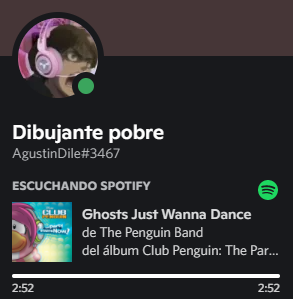 Dibujante pobre
AgustinDile#3467
ESCUCHANDO SPOTIFY
CLUB
Ghosts Just Wanna Dance
de The Penguin Band
del álbum Club Penguin: The Par...
2:52
2:52